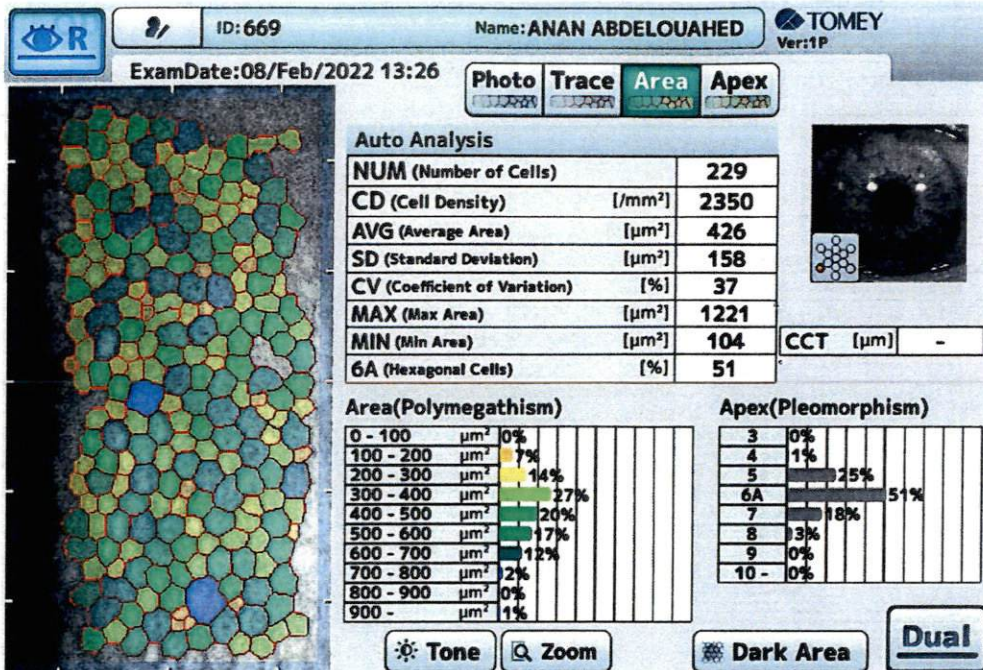 R ID:669 Name:ANAN ABDELOUAHED TOMEY
Ver:1P
ExamDate:08/Feb/2022 13:26
Photo Trace Area Apex
Auto Analysis
NUM (Number of Cells) 229
CD (Cell Density) [/mm²] 2350
AVG (Average Area) [µm²] 426
SD (Standard Deviation) [µm²] 158
CV (Coefficient of Variation) [%] 37
MAX (Max Area) [µm²] 1221
MIN (Min Area) [µm²] 104
6A (Hexagonal Cells) [%] 51
CCT [µm] -
Area(Polymegathism)
0 - 100 µm² 0%
100 - 200 µm² 7%
200 - 300 µm² 14%
300 - 400 µm² 27%
400 - 500 µm² 20%
500 - 600 µm² 17%
600 - 700 µm² 12%
700 - 800 µm² 2%
800 - 900 µm² 0%
900 - µm² 1%
Apex(Pleomorphism)
3 0%
4 1%
5 25%
6A 51%
7 18%
8 3%
9 0%
10 - 0%
Tone Zoom Dark Area Dual